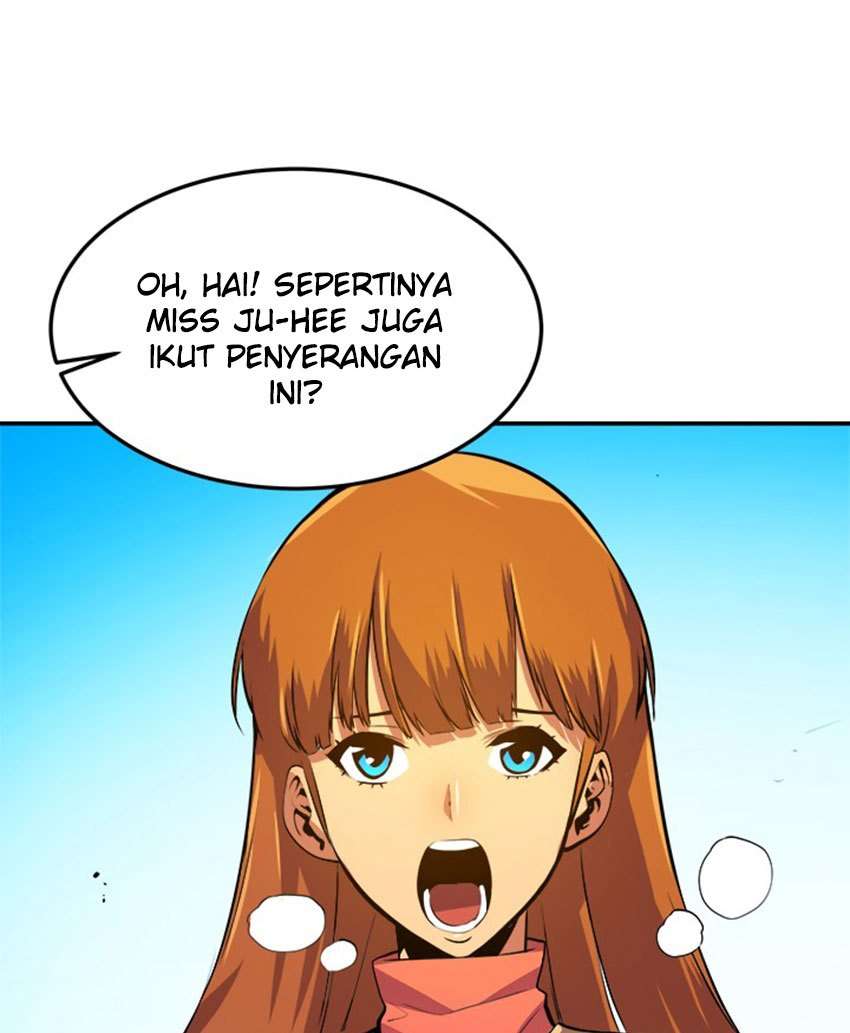 OH, HAI! SEPERTINYA
MISS JU-HEE JUGA
IKUT PENYERANGAN
INI?